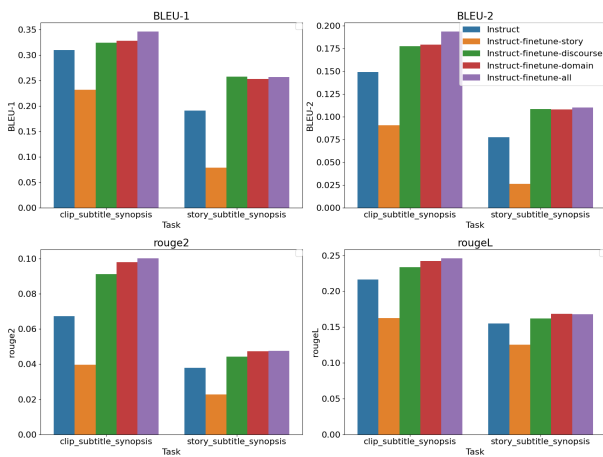 BLEU-1
BLEU-1
0.35
0.30
0.25
0.20
0.15
0.10
0.05
0.00
clip_subtitle_synopsis
story_subtitle_synopsis
Task
BLEU-2
BLEU-2
0.200
0.175
0.150
0.125
0.100
0.075
0.050
0.025
0.000
Instruct
Instruct-finetune-story
Instruct-finetune-discourse
Instruct-finetune-domain
Instruct-finetune-all
clip_subtitle_synopsis
story_subtitle_synopsis
Task
rouge2
rouge2
0.10
0.08
0.06
0.04
0.02
0.00
clip_subtitle_synopsis
story_subtitle_synopsis
Task
rougeL
rougeL
0.25
0.20
0.15
0.10
0.05
0.00
clip_subtitle_synopsis
story_subtitle_synopsis
Task